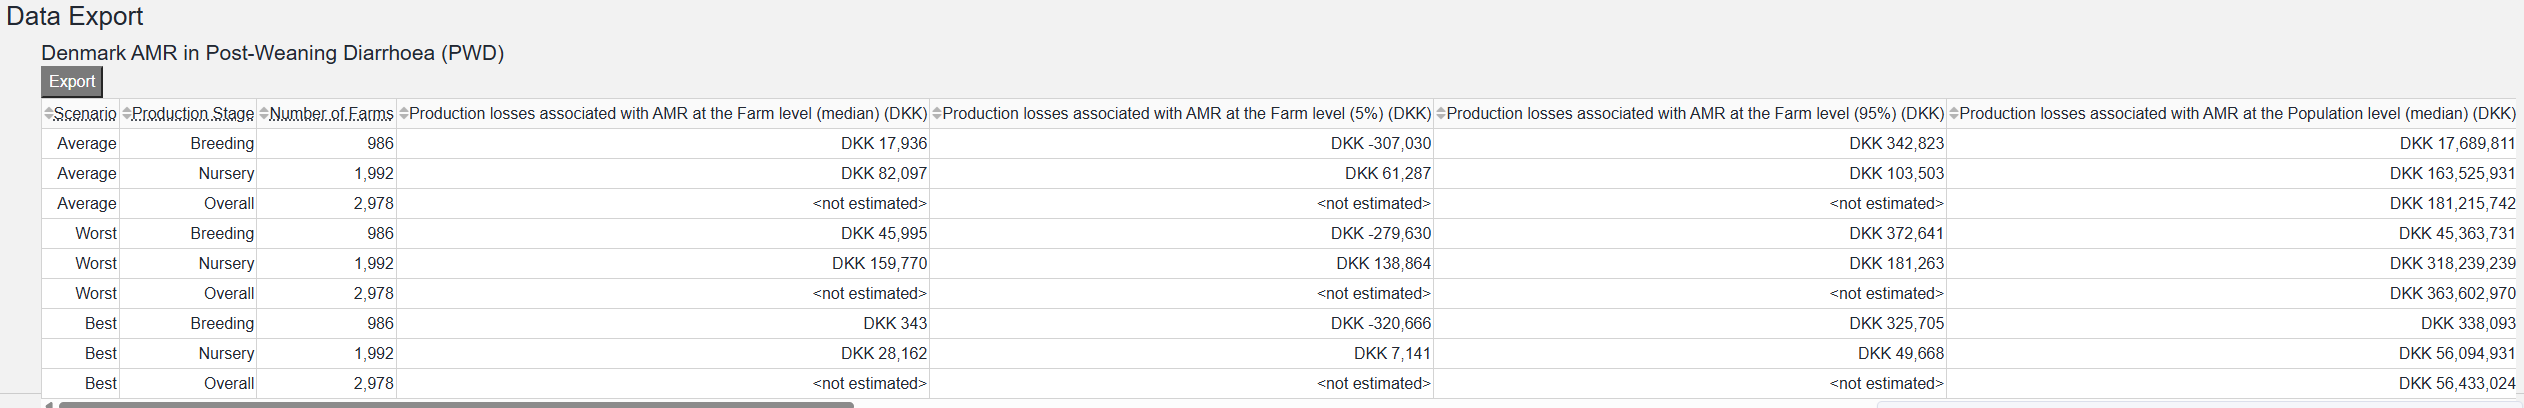 Data Export
Denmark AMR in Post-Weaning Diarrhoea (PWD)
Export
Scenario Production Stage Number of Farms Production losses associated with AMR at the Farm level (median) (DKK) Production losses associated with AMR at the Farm level (5%) (DKK) Production losses associated with AMR at the Farm level (95%) (DKK) Production losses associated with AMR at the Population level (median) (DKK)
Average Breeding 986 DKK 17,936 DKK -307,030 DKK 342,823 DKK 17,689,811
Average Nursery 1,992 DKK 82,097 DKK 61,287 DKK 103,503 DKK 163,525,931
Average Overall 2,978 <not estimated> <not estimated> <not estimated> DKK 181,215,742
Worst Breeding 986 DKK 45,995 DKK -279,630 DKK 372,641 DKK 45,363,731
Worst Nursery 1,992 DKK 159,770 DKK 138,864 DKK 181,263 DKK 318,239,239
Worst Overall 2,978 <not estimated> <not estimated> <not estimated> DKK 363,602,970
Best Breeding 986 DKK 343 DKK -320,666 DKK 325,705 DKK 338,093
Best Nursery 1,992 DKK 28,162 DKK 7,141 DKK 49,668 DKK 56,094,931
Best Overall 2,978 <not estimated> <not estimated> <not estimated> DKK 56,433,024